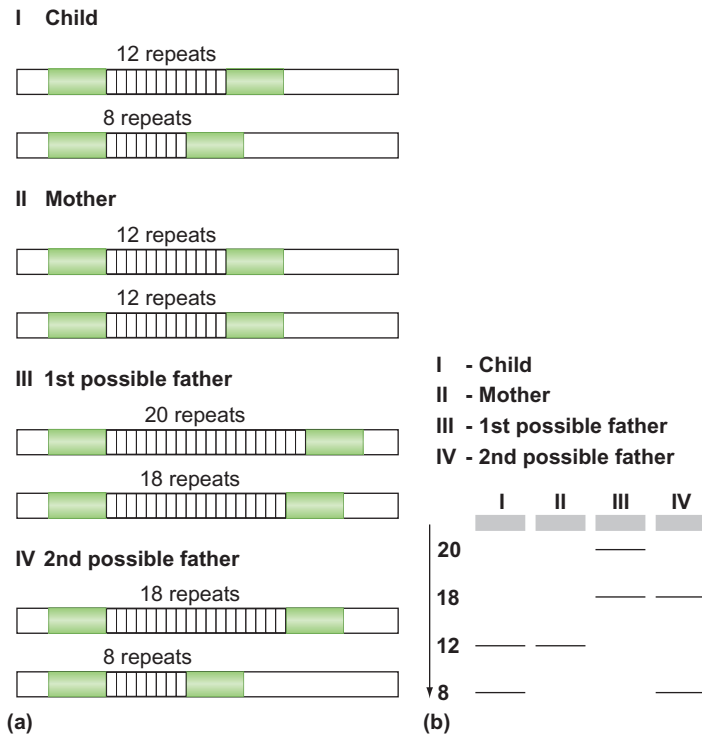 I Child
12 repeats
8 repeats
II Mother
12 repeats
12 repeats
III 1st possible father
20 repeats
18 repeats
IV 2nd possible father
18 repeats
8 repeats
(a)
I - Child
II - Mother
III - 1st possible father
IV - 2nd possible father
I II III IV
20
18
12
8
(b)